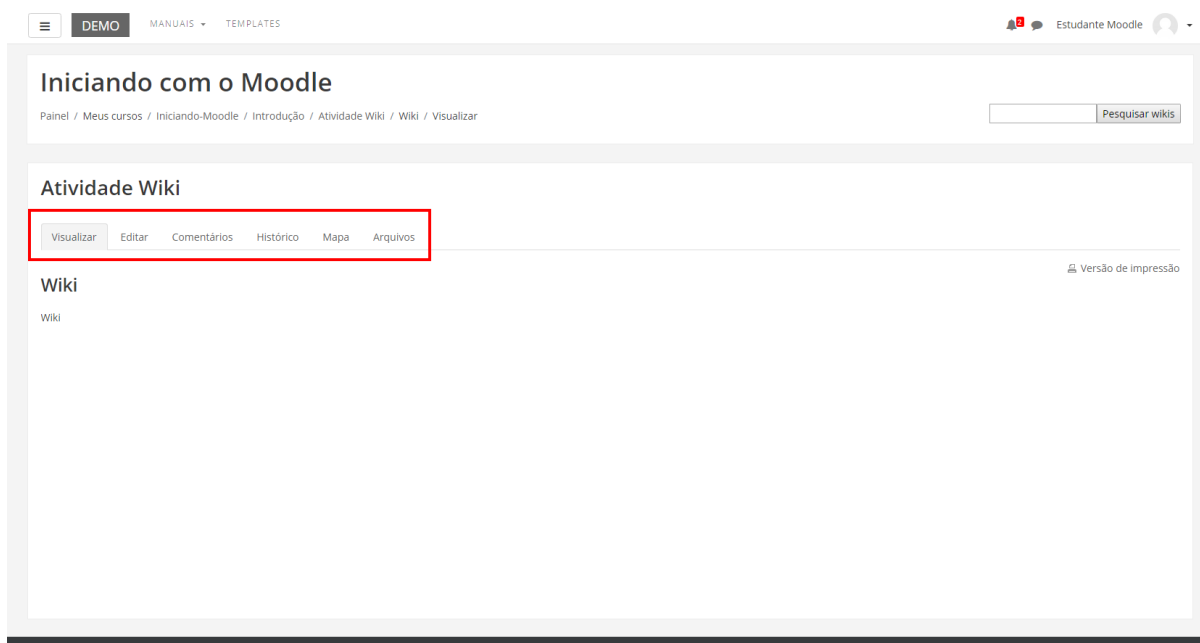 DEMO MANUAIS TEMPLATES 2 Estudante Moodle
Iniciando com o Moodle
Painel / Meus cursos / Iniciando-Moodle / Introdução / Atividade Wiki / Wiki / Visualizar
Pesquisar wikis
Atividade Wiki
Visualizar Editar Comentários Histórico Mapa Arquivos
Versão de impressão
Wiki
Wiki